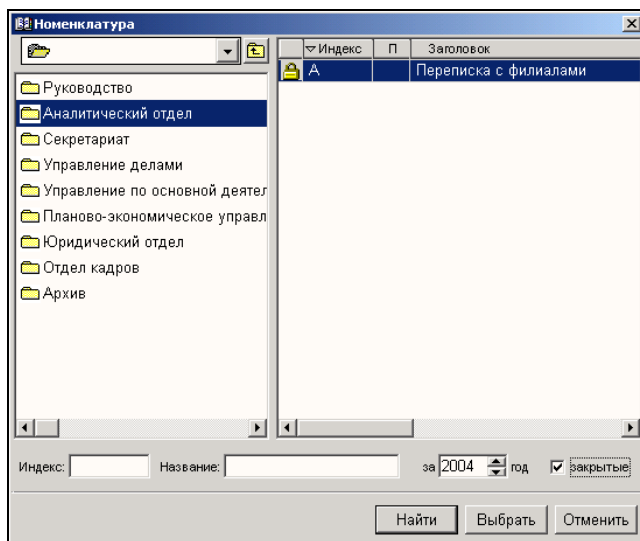 Номенклатура
Индекс П Заголовок
А Переписка с филиалами
Руководство
Аналитический отдел
Секретариат
Управление делами
Управление по основной деятел
Планово-экономическое управл
Юридический отдел
Отдел кадров
Архив
Индекс: Название: за 2004 год закрытые
Найти Выбрать Отменить